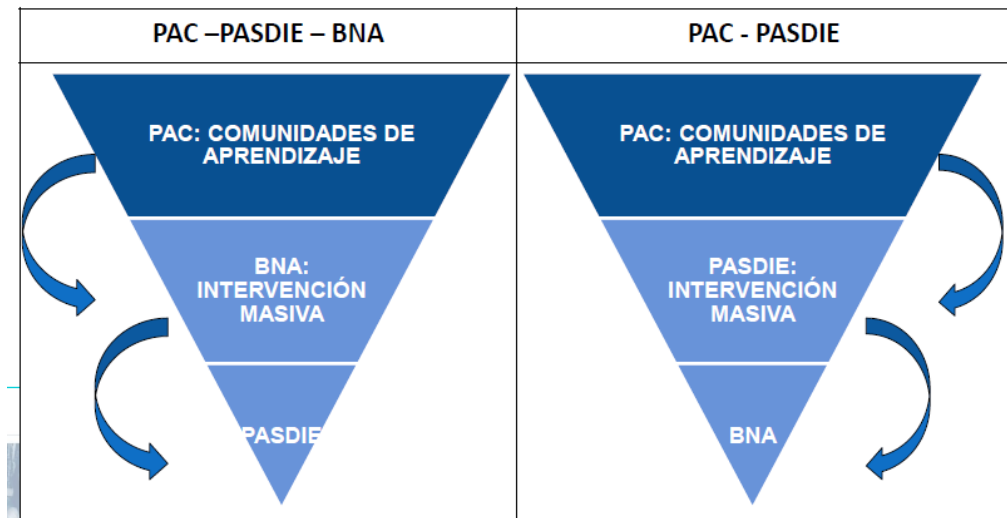 PAC –PASDIE – BNA
PAC: COMUNIDADES DE
APRENDIZAJE
BNA:
INTERVENCIÓN
MASIVA
PASDIE
PAC - PASDIE
PAC: COMUNIDADES DE
APRENDIZAJE
PASDIE:
INTERVENCIÓN
MASIVA
BNA